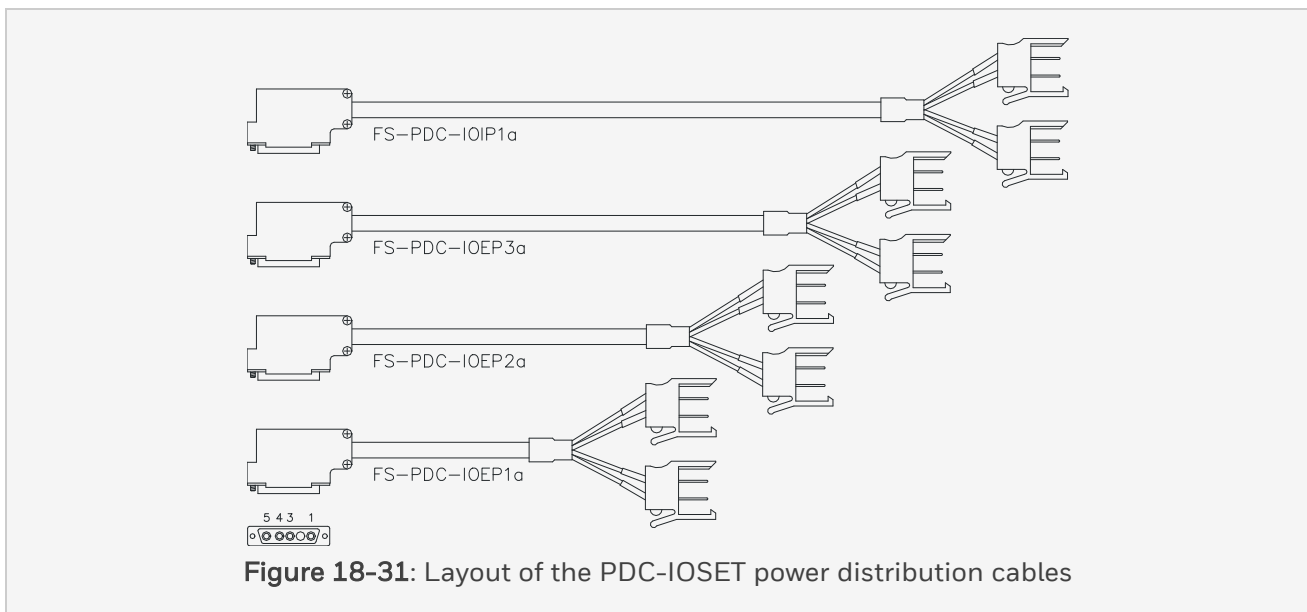 FS-PDC-IOIP1a
FS-PDC-IOEP3a
FS-PDC-IOEP2a
FS-PDC-IOEP1a
5 4 3 1
Figure 18-31: Layout of the PDC-IOSET power distribution cables